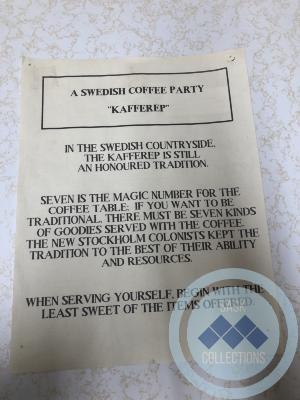 A SWEDISH COFFEE PARTY
"KAFFEREP"
IN THE SWEDISH COUNTRYSIDE,
THE KAFFEREP IS STILL
AN HONOURED TRADITION.
SEVEN IS THE MAGIC NUMBER FOR THE
COFFEE TABLE; IF YOU WANT TO BE
TRADITIONAL, THERE MUST BE SEVEN KINDS
OF GOODIES SERVED WITH THE COFFEE.
THE NEW STOCKHOLM COLONISTS KEPT THE
TRADITION TO THE BEST OF THEIR ABILITY
AND RESOURCES.
WHEN SERVING YOURSELF, BEGIN WITH THE
LEAST SWEET OF THE ITEMS OFFERED.
SASK
COLLECTIONS